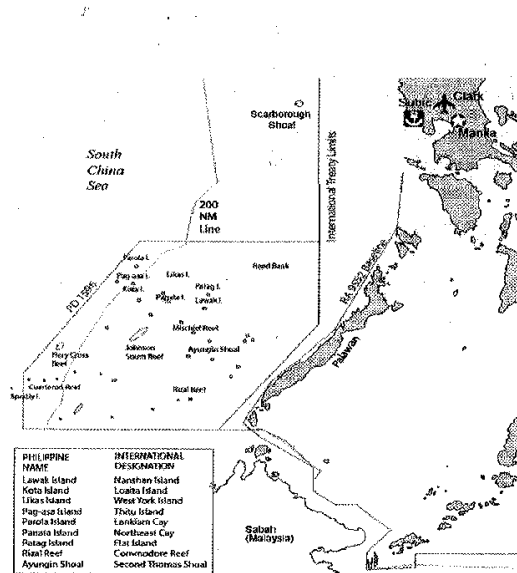 Subic
Clark
Manila
Scarborough
Shoal
South
China
Sea
200
NM
Line
International Treaty Limits
RA 9522 Baseline
PD 1596
Parola I.
Pag-asa I.
Likas I.
Reed Bank
Kota I.
Panata I.
Patag I.
Lawak I.
Mischief Reef
Johnson
South Reef
Ayungin Shoal
Fiery Cross
Reef
Cuarteron Reef
Spratly I.
Rizal Reef
Palawan
Sabah
(Malaysia)
PHILIPPINE
NAME
INTERNATIONAL
DESIGNATION
Lawak Island Nanshan Island
Kota Island Loaita Island
Likas Island West York Island
Pag-asa Island Thitu Island
Parola Island Lankiam Cay
Panata Island Northeast Cay
Patag Island Flat Island
Rizal Reef Commodore Reef
Ayungin Shoal Second Thomas Shoal